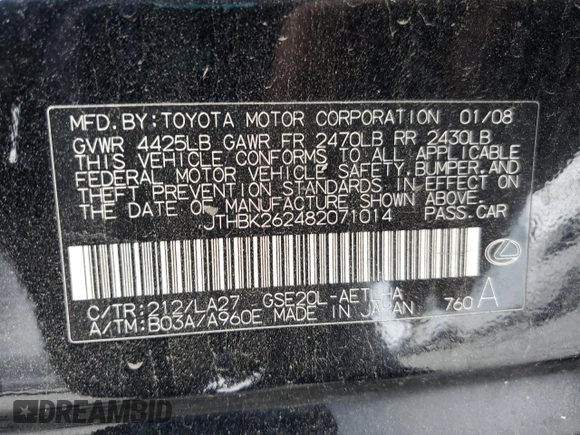 MFD.BY:TOYOTA MOTOR CORPORATION 01/08
GVWR 4425LB GAWR FR 2470LB RR 2430LB
THIS VEHICLE CONFORMS TO ALL APPLICABLE
FEDERAL MOTOR VEHICLE SAFETY,BUMPER,AND
THEFT PREVENTION STANDARDS IN EFFECT ON
THE DATE OF MANUFACTURE SHOWN ABOVE.
JTHBK262482071014 PASS.CAR
C/TR:212/LA27 GSE20L-AETLHA
A/TM:B03A/A960E MADE IN JAPAN 760 A
DREAMBID